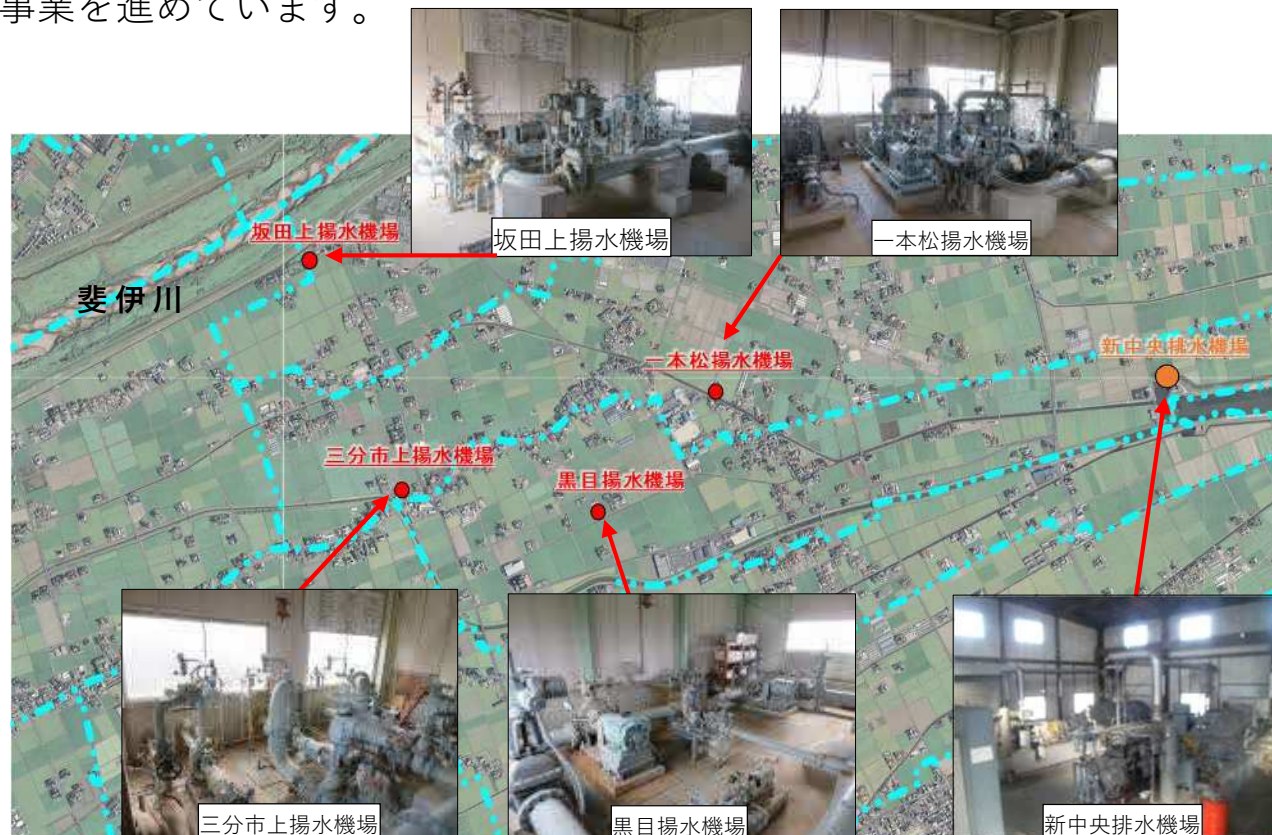 事業を進めています。
坂田上揚水機場
一本松揚水機場
坂田上揚水機場
斐伊川
一本松揚水機場
新中央排水機場
三分市上揚水機場
黒目揚水機場
三分市上揚水機場
黒目揚水機場
新中央排水機場